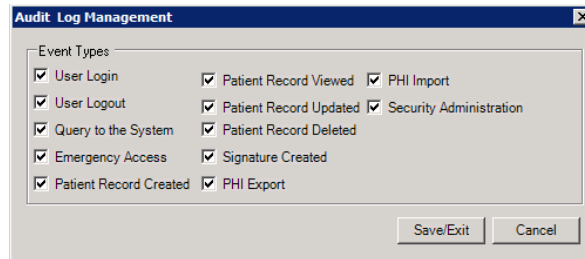 Audit Log Management
Event Types
User Login
User Logout
Query to the System
Emergency Access
Patient Record Created
Patient Record Viewed
Patient Record Updated
Patient Record Deleted
Signature Created
PHI Export
PHI Import
Security Administration
Save/Exit
Cancel